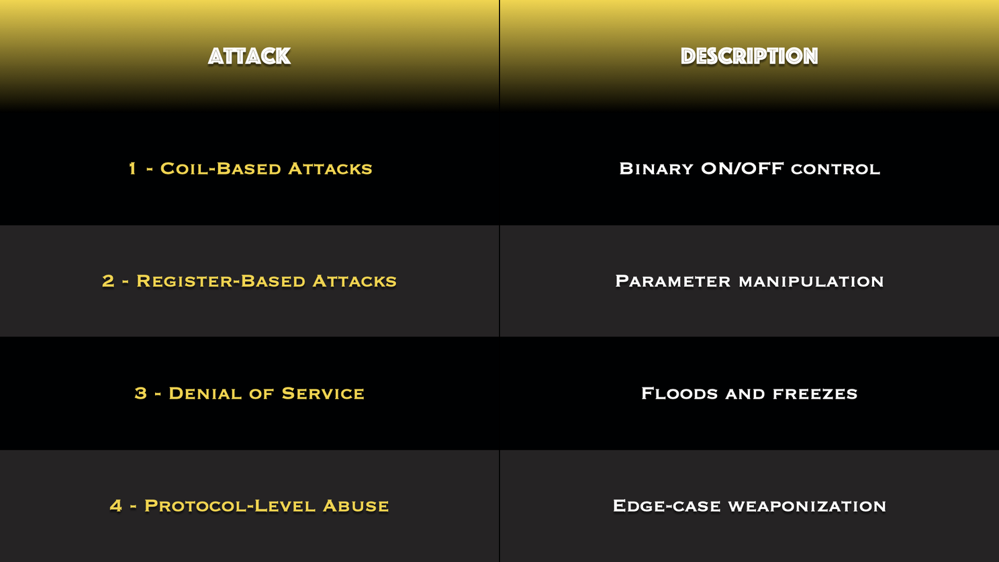 ATTACK
DESCRIPTION
1 - Coil-Based Attacks
Binary ON/OFF control
2 - Register-Based Attacks
Parameter manipulation
3 - Denial of Service
Floods and freezes
4 - Protocol-Level Abuse
Edge-case weaponization